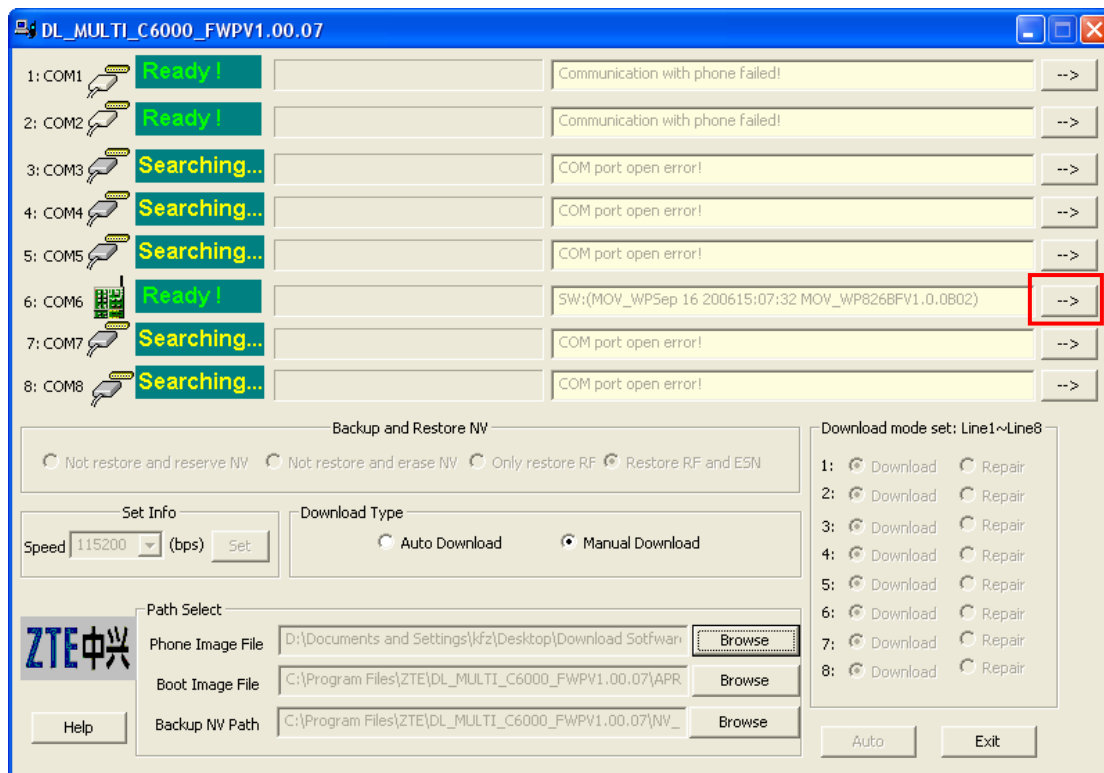 DL_MULTI_C6000_FWPV1.00.07
1: COM1 Ready ! Communication with phone failed! -->
2: COM2 Ready ! Communication with phone failed! -->
3: COM3 Searching... COM port open error! -->
4: COM4 Searching... COM port open error! -->
5: COM5 Searching... COM port open error! -->
6: COM6 Ready ! SW:(MOV_WPSep 16 200615:07:32 MOV_WP826BFV1.0.0B02) -->
7: COM7 Searching... COM port open error! -->
8: COM8 Searching... COM port open error! -->
Backup and Restore NV
Not restore and reserve NV Not restore and erase NV Only restore RF Restore RF and ESN
Set Info
Speed 115200 (bps) Set
Download Type
Auto Download Manual Download
Download mode set: Line1~Line8
1: Download Repair
2: Download Repair
3: Download Repair
4: Download Repair
5: Download Repair
6: Download Repair
7: Download Repair
8: Download Repair
ZTE中兴
Path Select
Phone Image File D:\Documents and Settings\kfz\Desktop\Download Sotfware Browse
Boot Image File C:\Program Files\ZTE\DL_MULTI_C6000_FWPV1.00.07\APR Browse
Backup NV Path C:\Program Files\ZTE\DL_MULTI_C6000_FWPV1.00.07\NV_ Browse
Help
Auto Exit